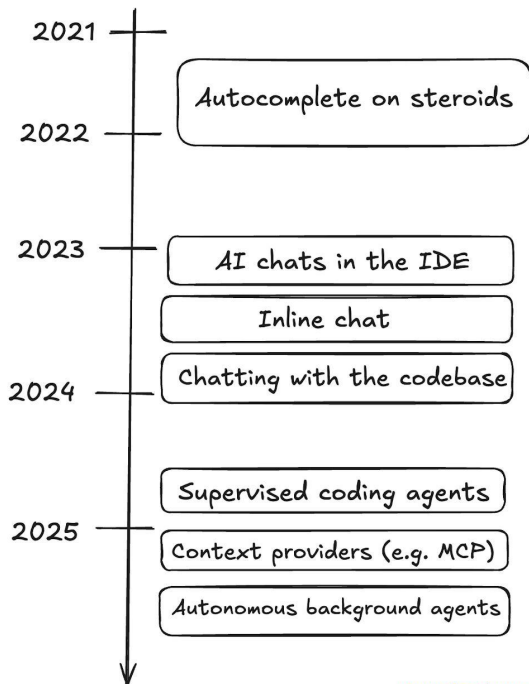 2021
Autocomplete on steroids
2022
2023
AI chats in the IDE
Inline chat
Chatting with the codebase
2024
Supervised coding agents
2025
Context providers (e.g. MCP)
Autonomous background agents